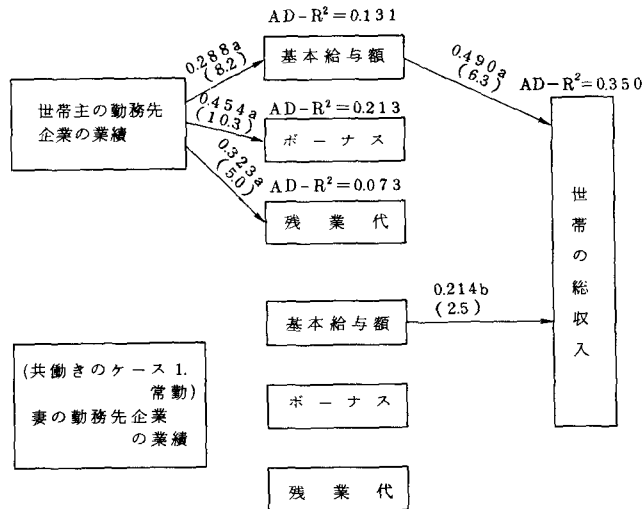 AD-R²=0.131
0.288a
(8.2)
基本給与額
0.490a
(6.3)
AD-R²=0.350
世帯主の勤務先
企業の業績
0.454a
(10.3)
AD-R²=0.213
ボーナス
0.323a
(5.0)
AD-R²=0.073
残業代
世帯の総収入
0.214b
(2.5)
基本給与額
(共働きのケース1.
常勤)
妻の勤務先企業
の業績
ボーナス
残業代